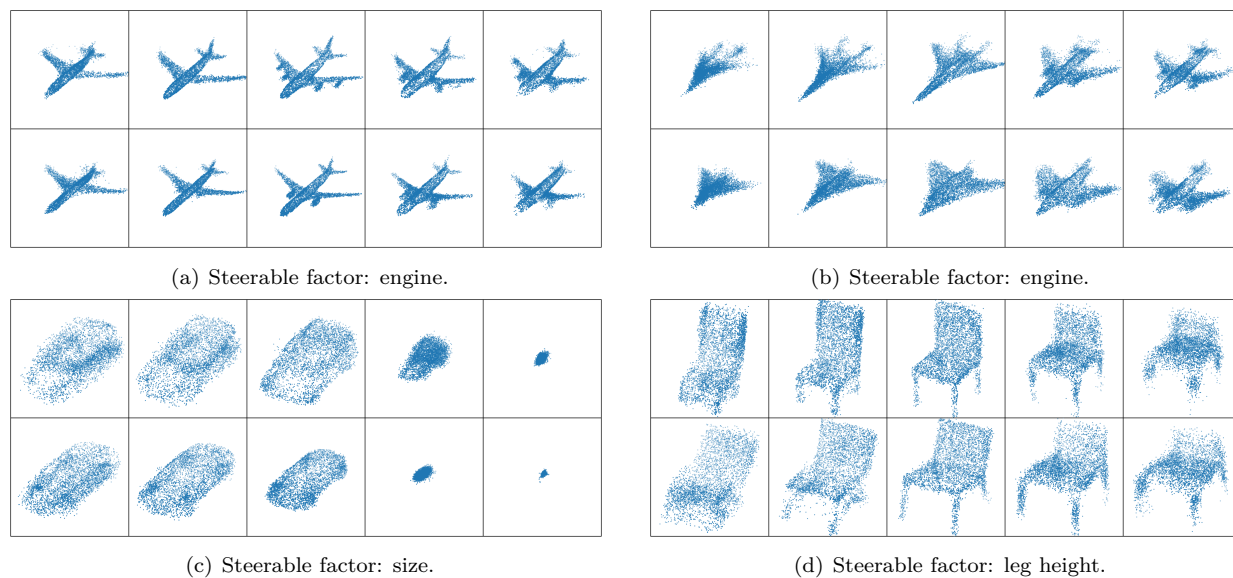 (a) Steerable factor: engine.
(b) Steerable factor: engine.
(c) Steerable factor: size.
(d) Steerable factor: leg height.